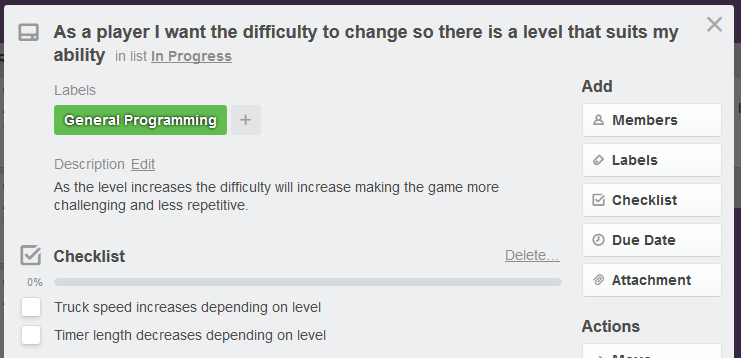 As a player I want the difficulty to change so there is a level that suits my
ability in list In Progress
Labels
General Programming +
Description Edit
As the level increases the difficulty will increase making the game more
challenging and less repetitive.
Checklist Delete...
0%
Truck speed increases depending on level
Timer length decreases depending on level
Add
Members
Labels
Checklist
Due Date
Attachment
Actions